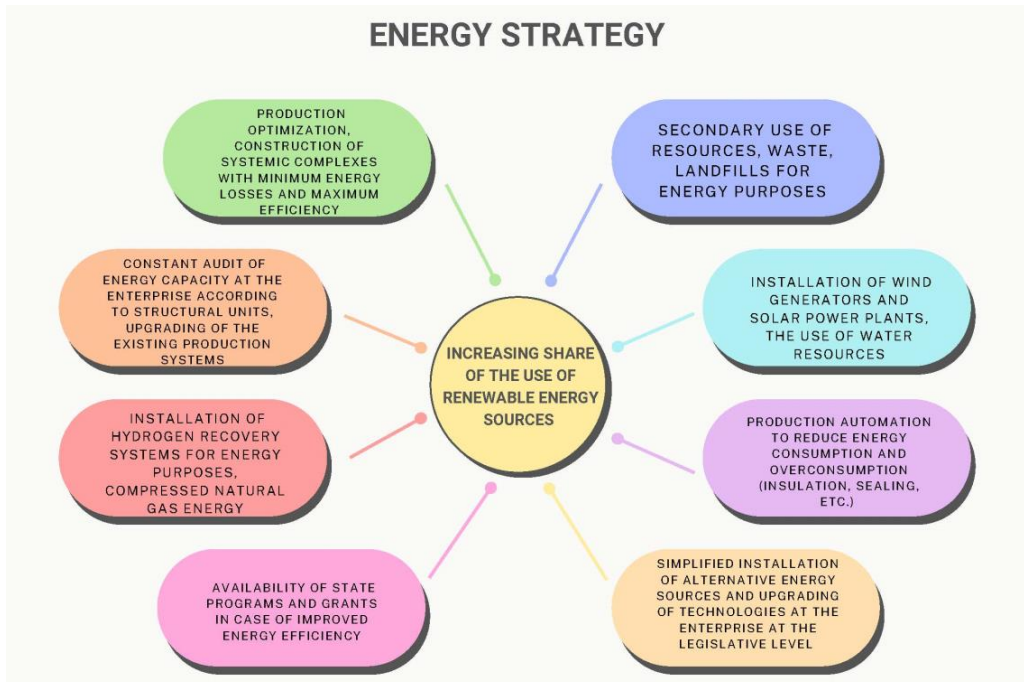 ENERGY STRATEGY
PRODUCTION
OPTIMIZATION,
CONSTRUCTION OF
SYSTEMIC COMPLEXES
WITH MINIMUM ENERGY
LOSSES AND MAXIMUM
EFFICIENCY
SECONDARY USE OF
RESOURCES, WASTE,
LANDFILLS FOR
ENERGY PURPOSES
CONSTANT AUDIT OF
ENERGY CAPACITY AT THE
ENTERPRISE ACCORDING
TO STRUCTURAL UNITS,
UPGRADING OF THE
EXISTING PRODUCTION
SYSTEMS
INSTALLATION OF WIND
GENERATORS AND
SOLAR POWER PLANTS,
THE USE OF WATER
RESOURCES
INCREASING SHARE
OF THE USE OF
RENEWABLE ENERGY
SOURCES
INSTALLATION OF
HYDROGEN RECOVERY
SYSTEMS FOR ENERGY
PURPOSES,
COMPRESSED NATURAL
GAS ENERGY
PRODUCTION AUTOMATION
TO REDUCE ENERGY
CONSUMPTION AND
OVERCONSUMPTION
(INSULATION, SEALING,
ETC.)
AVAILABILITY OF STATE
PROGRAMS AND GRANTS
IN CASE OF IMPROVED
ENERGY EFFICIENCY
SIMPLIFIED INSTALLATION
OF ALTERNATIVE ENERGY
SOURCES AND UPGRADING
OF TECHNOLOGIES AT THE
ENTERPRISE AT THE
LEGISLATIVE LEVEL